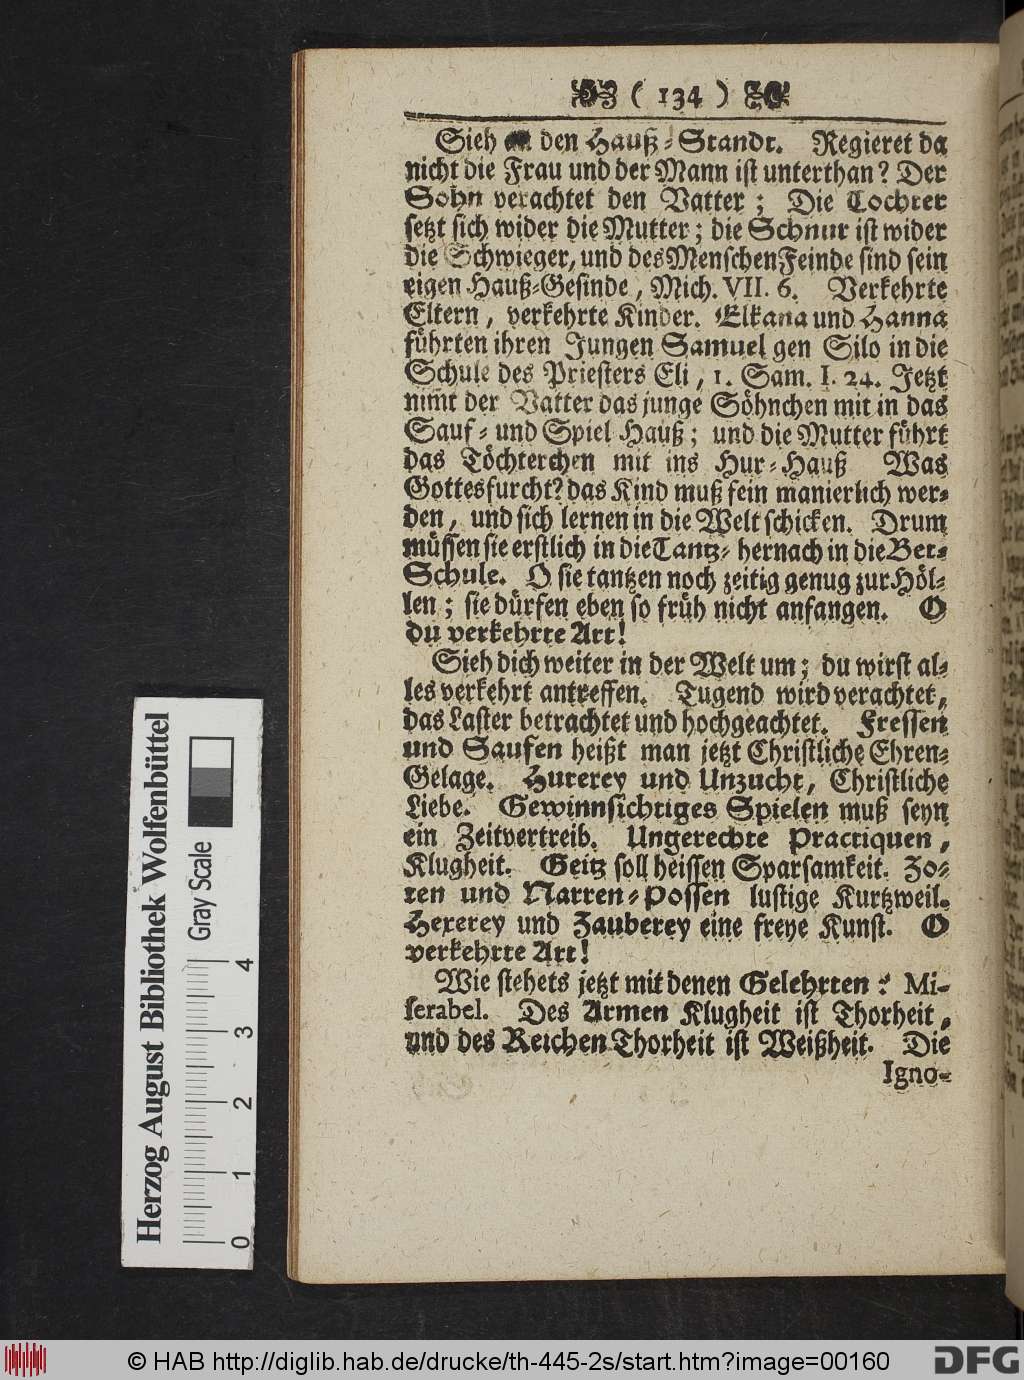 ( 134 )
Sieh an den Hauß-Standt. Regieret da
nicht die Frau und der Mann ist unterthan? Der
Sohn verachtet den Vatter; Die Tochter
setzt sich wider die Mutter; die Schnur ist wider
die Schwieger, und des Menschen Feinde sind sein
eigen Hauß-Gesinde, Mich. VII. 6. Verkehrte
Eltern, verkehrte Kinder. Elkana und Hanna
führten ihren Jungen Samuel gen Silo in die
Schule des Priesters Eli, 1. Sam. I. 24. Jetzt
nim̃t der Vatter das junge Söhnchen mit in das
Sauf- und Spiel Hauß; und die Mutter führt
das Töchterchen mit ins Hur-Hauß Was
Gottesfurcht? das Kind muß fein manierlich wer-
den, und sich lernen in die Welt schicken. Drum
müssen sie erstlich in die Tantz- hernach in die Bet-
Schule. O sie tantzen noch zeitig genug zur Höl-
len; sie dürfen eben so früh nicht anfangen. O
du verkehrte Art!
Sieh dich weiter in der Welt um; du wirst al-
les verkehrt antreffen. Tugend wird verachtet,
das Laster betrachtet und hochgeachtet. Fressen
und Saufen heißt man jetzt Christliche Ehren-
Gelage. Hurerey und Unzucht, Christliche
Liebe. Gewinnsichtiges Spielen muß seyn
ein Zeitvertreib. Ungerechte Practiquen,
Klugheit. Geitz soll heissen Sparsamkeit. Zo-
ten und Narren-Possen lustige Kurtzweil.
Hexerey und Zauberey eine freye Kunst. O
verkehrte Art!
Wie stehets jetzt mit denen Gelehrten? Mi-
serabel. Des Armen Klugheit ist Thorheit,
und des Reichen Thorheit ist Weißheit. Die
Igno-
Herzog August Bibliothek Wolfenbüttel
Gray Scale
0 1 2 3 4
© HAB http://diglib.hab.de/drucke/th-445-2s/start.htm?image=00160
DFG